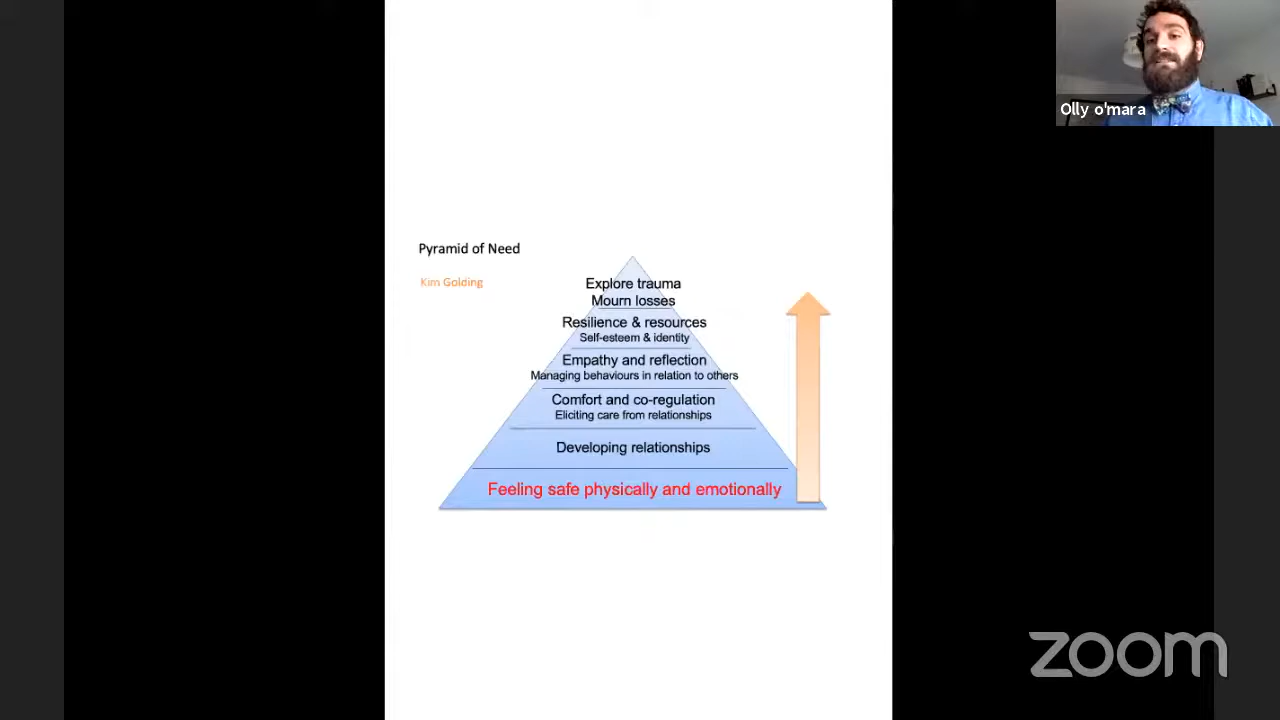 Olly o'mara
Pyramid of Need
Kim Golding
Explore trauma
Mourn losses
Resilience & resources
Self-esteem & identity
Empathy and reflection
Managing behaviours in relation to others
Comfort and co-regulation
Eliciting care from relationships
Developing relationships
Feeling safe physically and emotionally
zoom